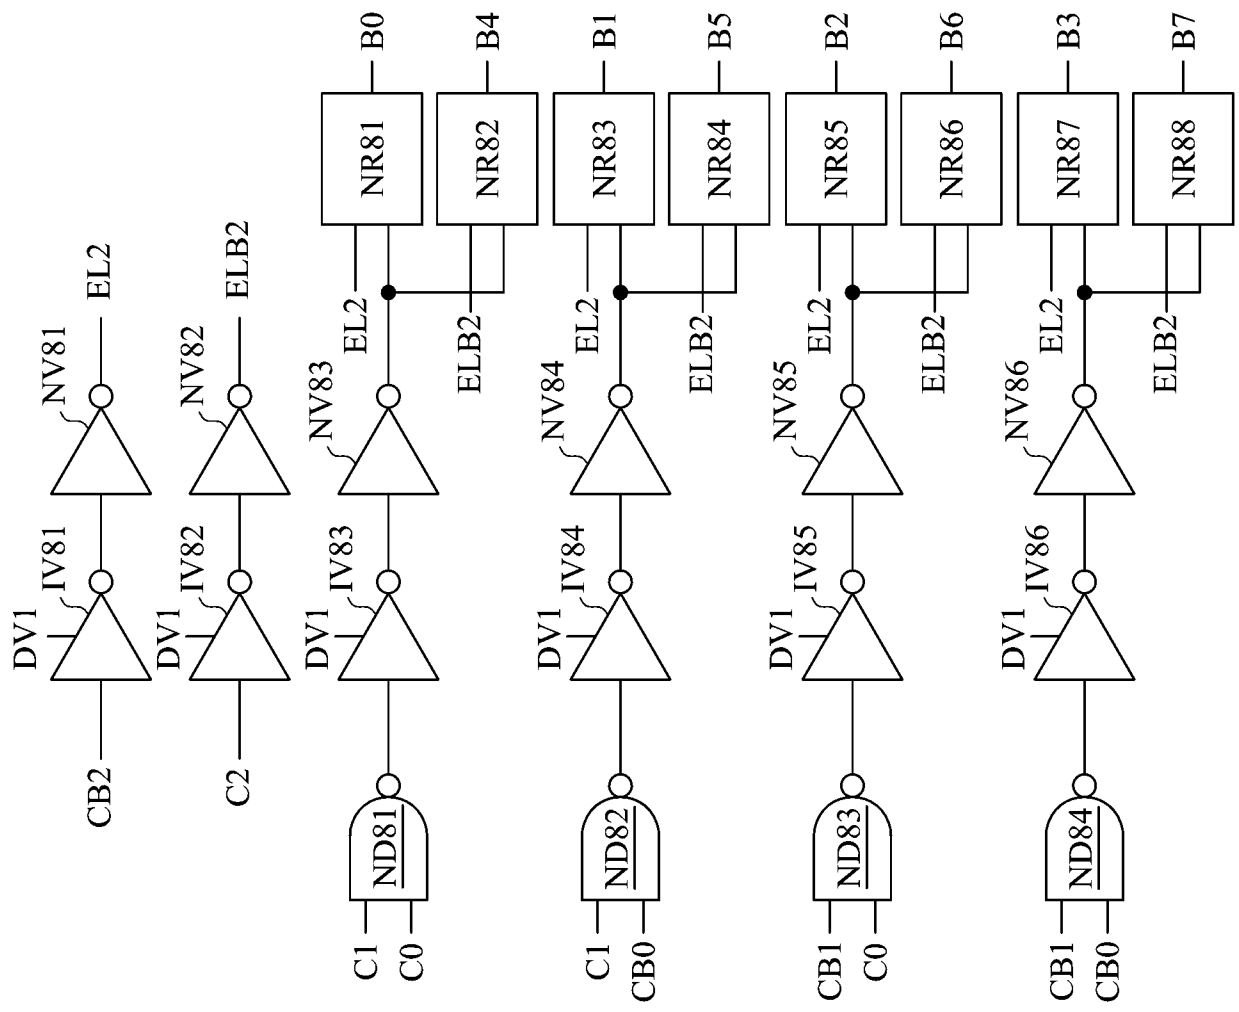 B0
B4
B1
B5
B2
B6
B3
B7
NR81
NR82
NR83
NR84
NR85
NR86
NR87
NR88
EL2
ELB2
EL2
ELB2
EL2
ELB2
EL2
ELB2
EL2
ELB2
NV81
NV82
NV83
NV84
NV85
NV86
IV81
IV82
IV83
IV84
IV85
IV86
DV1
DV1
DV1
DV1
DV1
DV1
CB2
C2
ND81
ND82
ND83
ND84
C1
C0
C1
CB0
CB1
C0
CB1
CB0